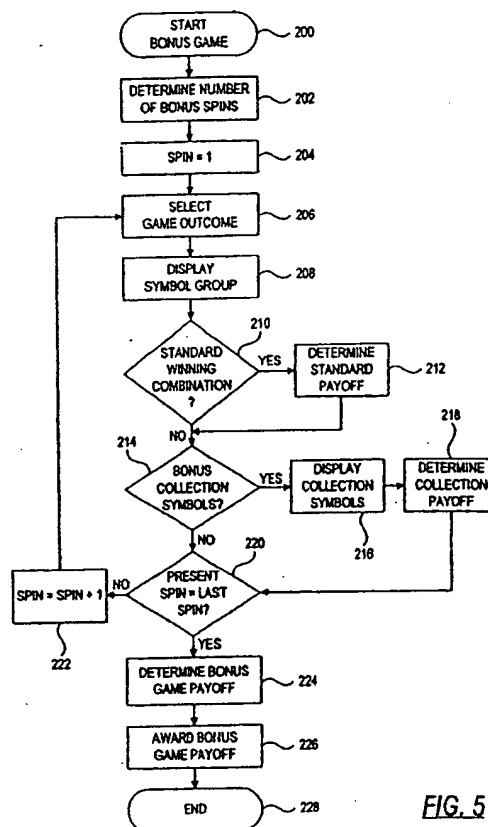 START
BONUS GAME
200
DETERMINE NUMBER
OF BONUS SPINS
202
SPIN = 1
204
SELECT
GAME OUTCOME
206
DISPLAY
SYMBOL GROUP
208
210
STANDARD
WINNING
COMBINATION
?
YES
DETERMINE
STANDARD
PAYOFF
212
NO
214
BONUS
COLLECTION
SYMBOLS?
YES
DISPLAY
COLLECTION
SYMBOLS
216
218
DETERMINE
COLLECTION
PAYOFF
NO
220
PRESENT
SPIN = LAST
SPIN?
NO
SPIN = SPIN + 1
222
YES
DETERMINE BONUS
GAME PAYOFF
224
AWARD BONUS
GAME PAYOFF
226
END
228
FIG. 5